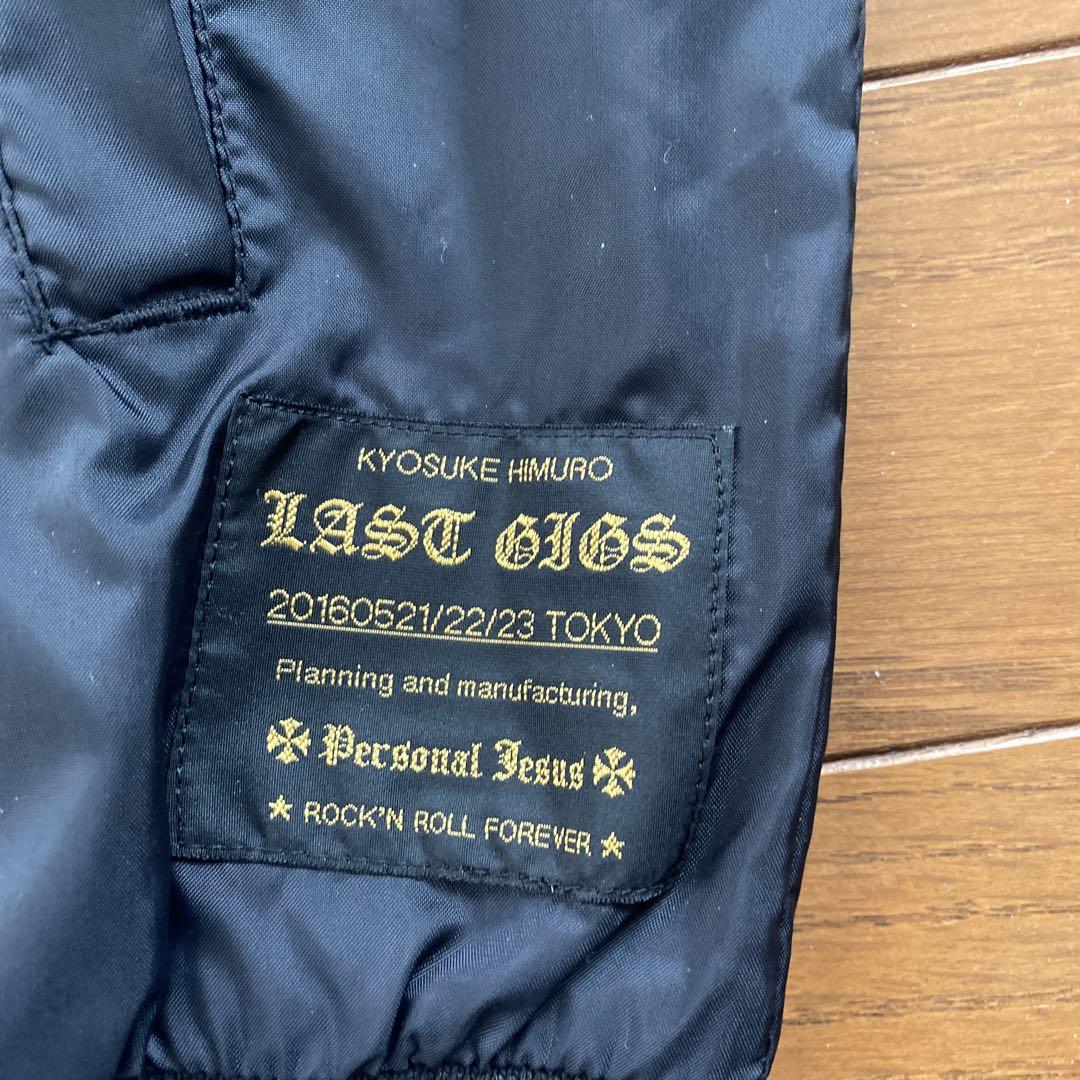 KYOSUKE HIMURO
LAST GIGS
20160521/22/23 TOKYO
Planning and manufacturing,
Personal Jesus
★ ROCK'N ROLL FOREVER ★